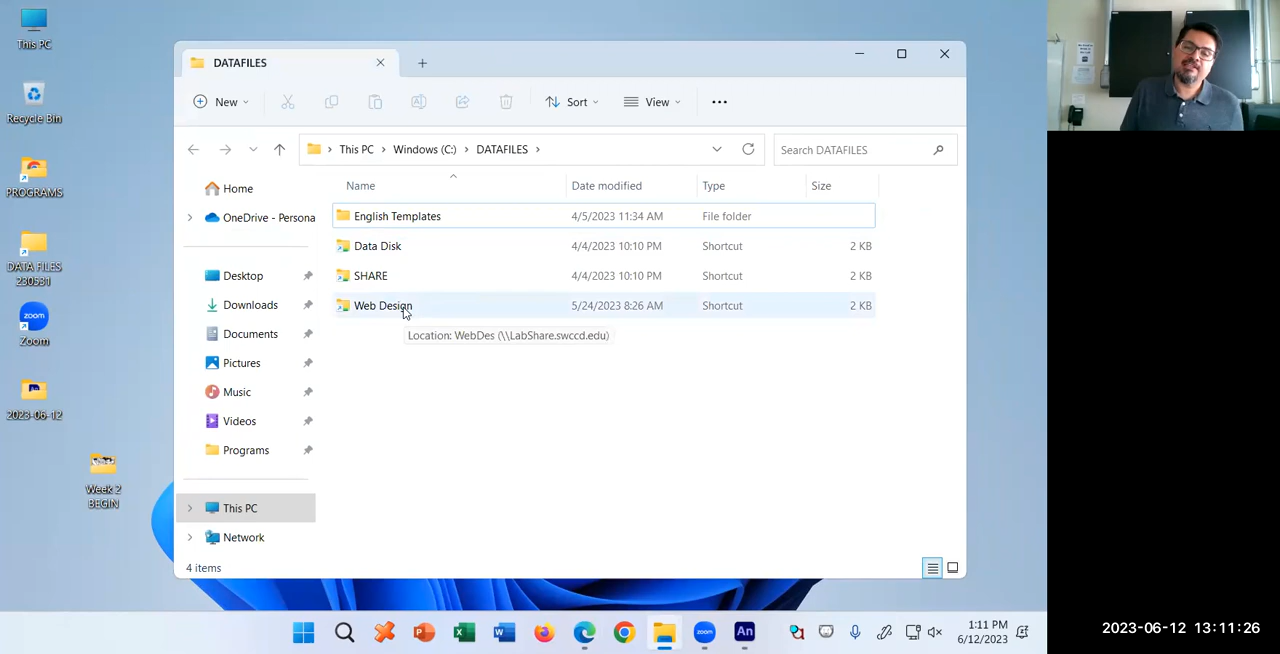 This PC
Recycle Bin
PROGRAMS
DATA FILES
230531
zoom
Zoom
An
2023-06-12
Week 2
BEGIN
DATAFILES
New
Sort
View
This PC
Windows (C:)
DATAFILES
Search DATAFILES
Name
Date modified
Type
Size
English Templates 4/5/2023 11:34 AM File folder
Data Disk 4/4/2023 10:10 PM Shortcut 2 KB
SHARE 4/4/2023 10:10 PM Shortcut 2 KB
Web Design 5/24/2023 8:26 AM Shortcut 2 KB
Location: WebDes (\\LabShare.swccd.edu)
Home
OneDrive - Persona
Desktop
Downloads
Documents
Pictures
Music
Videos
Programs
This PC
Network
4 items
zoom
An
1:11 PM
6/12/2023
2023-06-12 13:11:26